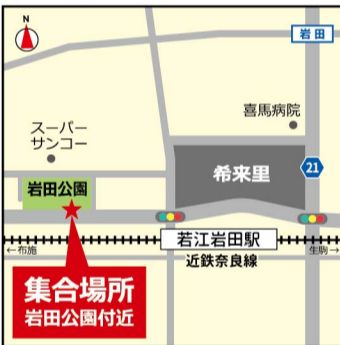 N
岩田
喜馬病院
スーパー
サンコー
岩田公園
希来里
21
若江岩田駅
←布施
近鉄奈良線
生駒→
集合場所
岩田公園付近